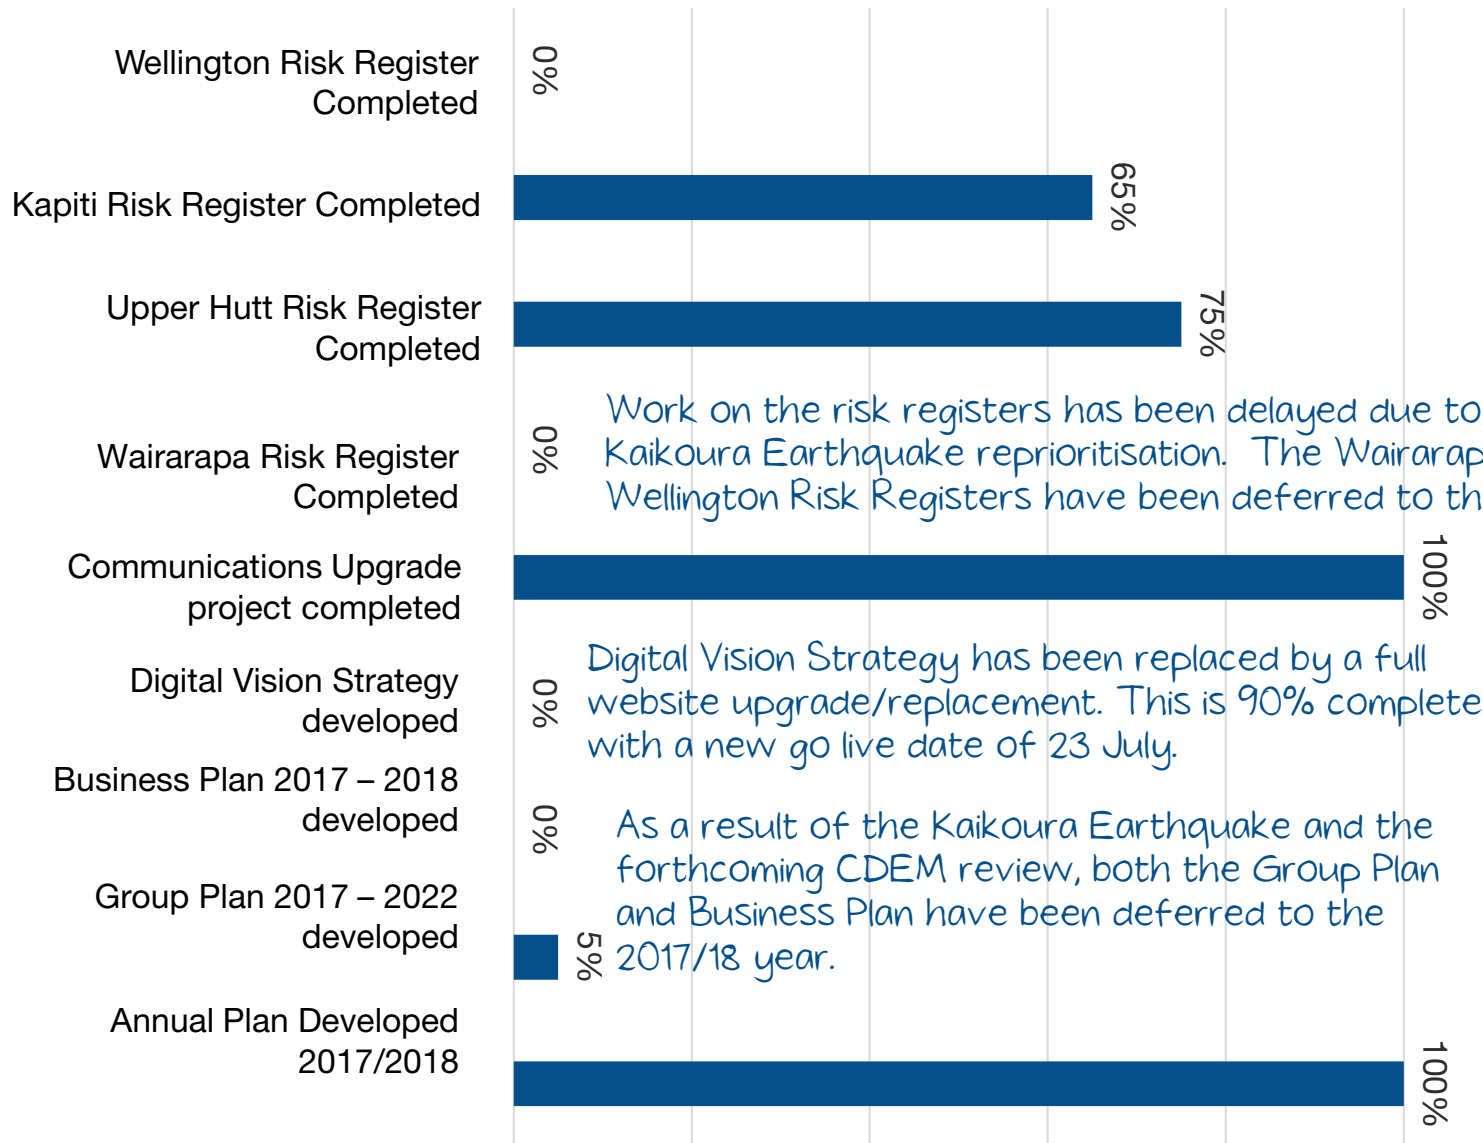 Wellington Risk Register
Completed
0%
Kapiti Risk Register Completed
65%
Upper Hutt Risk Register
Completed
75%
Wairarapa Risk Register
Completed
0%
Work on the risk registers has been delayed due to
Kaikoura Earthquake reprioritisation. The Wairarap
Wellington Risk Registers have been deferred to th
Communications Upgrade
project completed
100%
Digital Vision Strategy
developed
0%
Digital Vision Strategy has been replaced by a full
website upgrade/replacement. This is 90% complete
with a new go live date of 23 July.
Business Plan 2017 – 2018
developed
0%
As a result of the Kaikoura Earthquake and the
forthcoming CDEM review, both the Group Plan
and Business Plan have been deferred to the
2017/18 year.
Group Plan 2017 – 2022
developed
5%
Annual Plan Developed
2017/2018
100%